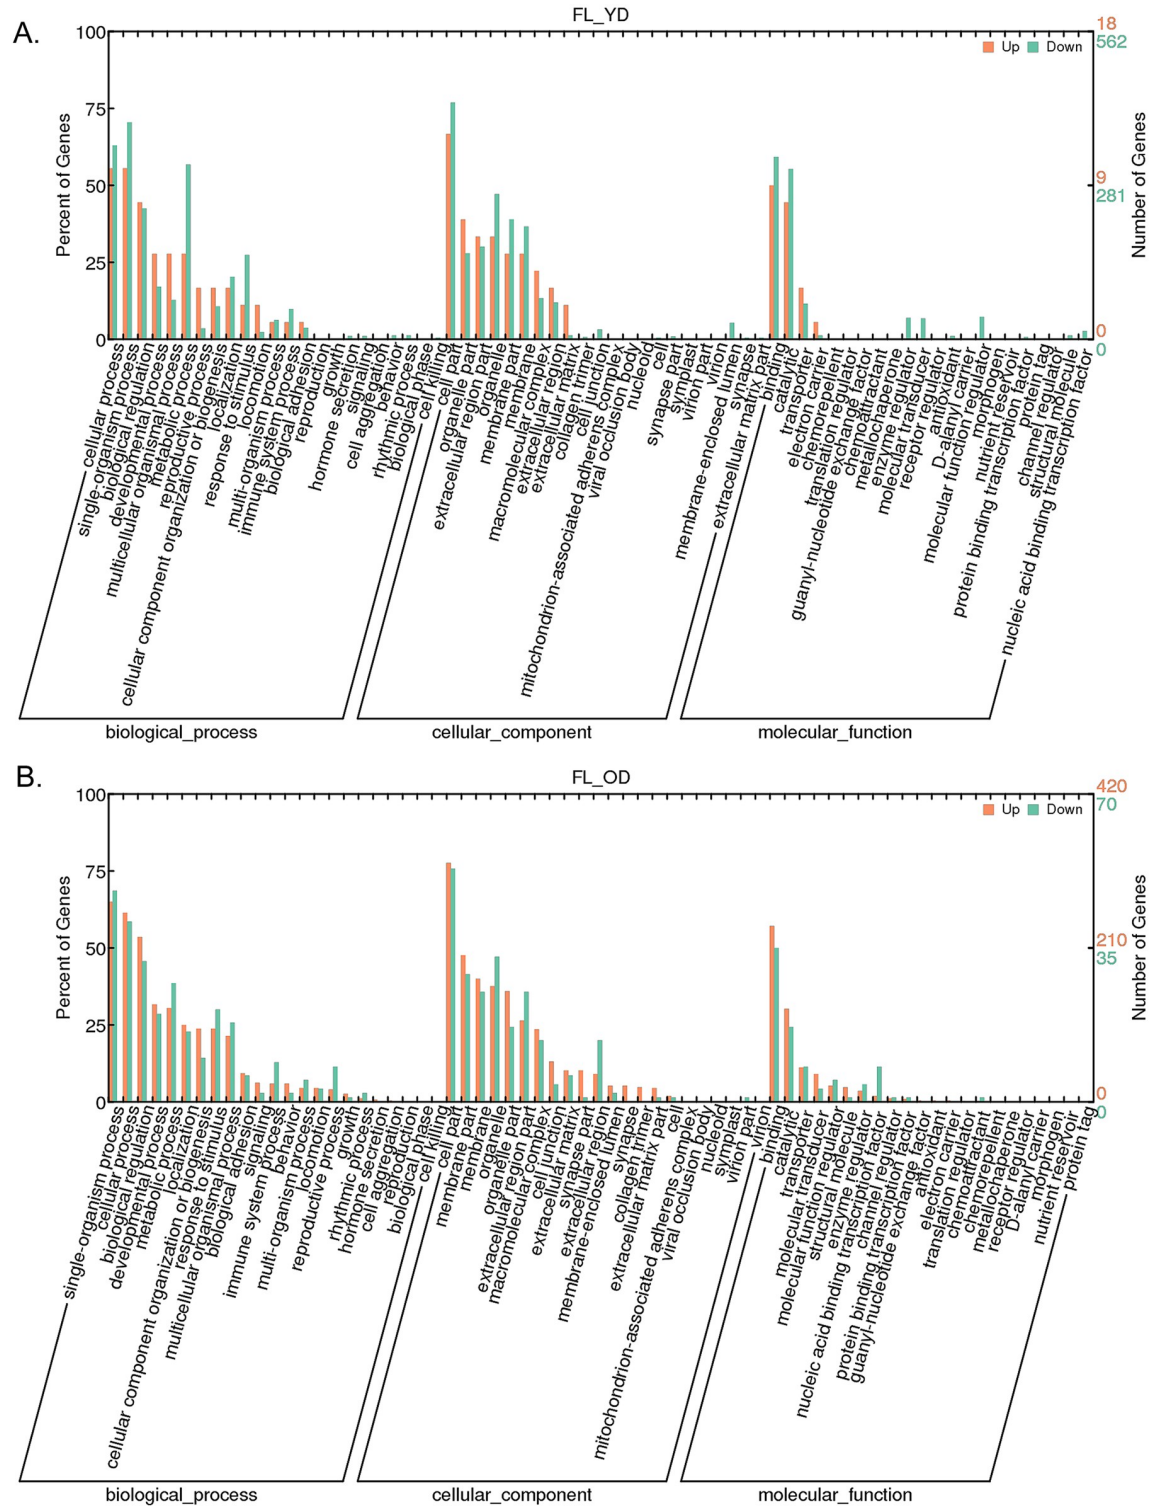 A.
FL_YD
100
75
50
25
0
Percent of Genes
18
562
9
281
0
0
Number of Genes
Up
Down
cellular process
single-organism process
biological regulation
developmental process
multicellular organismal process
metabolic process
reproductive process
cellular component organization or biogenesis
localization
response to stimulus
locomotion
multi-organism process
immune system process
biological adhesion
reproduction
growth
hormone secretion
signaling
cell aggregation
behavior
rhythmic process
biological phase
cell killing
cell part
organelle part
extracellular region part
organelle
membrane part
membrane
macromolecular complex
extracellular region
extracellular matrix
collagen trimer
cell junction
mitochondrion-associated adherens complex
viral occlusion body
nucleoid
cell
synapse part
symplast
virion part
virion
membrane-enclosed lumen
synapse
extracellular matrix part
binding
catalytic
transporter
electron carrier
chemorepellent
translation regulator
guanyl-nucleotide exchange factor
chemoattractant
metallochaperone
enzyme regulator
molecular transducer
receptor regulator
antioxidant
D-alanyl carrier
molecular function regulator
morphogen
nutrient reservoir
protein binding transcription factor
protein tag
channel regulator
structural molecule
nucleic acid binding transcription factor
biological_process
cellular_component
molecular_function
B.
FL_OD
100
75
50
25
0
Percent of Genes
420
70
210
35
0
0
Number of Genes
Up
Down
single-organism process
cellular process
biological regulation
developmental process
metabolic process
localization
cellular component organization or biogenesis
response to stimulus
multicellular organismal process
biological adhesion
signaling
immune system process
behavior
multi-organism process
locomotion
reproductive process
growth
rhythmic process
hormone secretion
cell aggregation
reproduction
biological phase
cell killing
cell part
membrane part
membrane
organelle
organelle part
extracellular region part
macromolecular complex
cell junction
extracellular matrix
synapse part
extracellular region
membrane-enclosed lumen
synapse
collagen trimer
extracellular matrix part
cell
mitochondrion-associated adherens complex
viral occlusion body
nucleoid
symplast
virion part
virion
binding
catalytic
transporter
molecular transducer
molecular function regulator
structural molecule
enzyme regulator
nucleic acid binding transcription factor
channel regulator
protein binding transcription factor
guanyl-nucleotide exchange factor
antioxidant
electron carrier
translation regulator
chemoattractant
chemorepellent
metallochaperone
receptor regulator
D-alanyl carrier
morphogen
nutrient reservoir
protein tag
biological_process
cellular_component
molecular_function